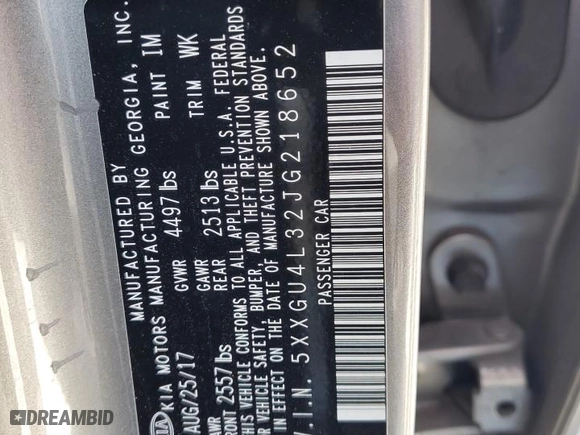 KIA MANUFACTURED BY
KIA MOTORS MANUFACTURING GEORGIA, INC.
AUG/25/17 GVWR 4497 lbs PAINT IM
GAWR GAWR TRIM WK
FRONT 2557 lbs REAR 2513 lbs
THIS VEHICLE CONFORMS TO ALL APPLICABLE U.S.A. FEDERAL
MOTOR VEHICLE SAFETY, BUMPER, AND THEFT PREVENTION STANDARDS
IN EFFECT ON THE DATE OF MANUFACTURE SHOWN ABOVE.
V.I.N. 5XXGU4L32JG218652
PASSENGER CAR
DREAMBID